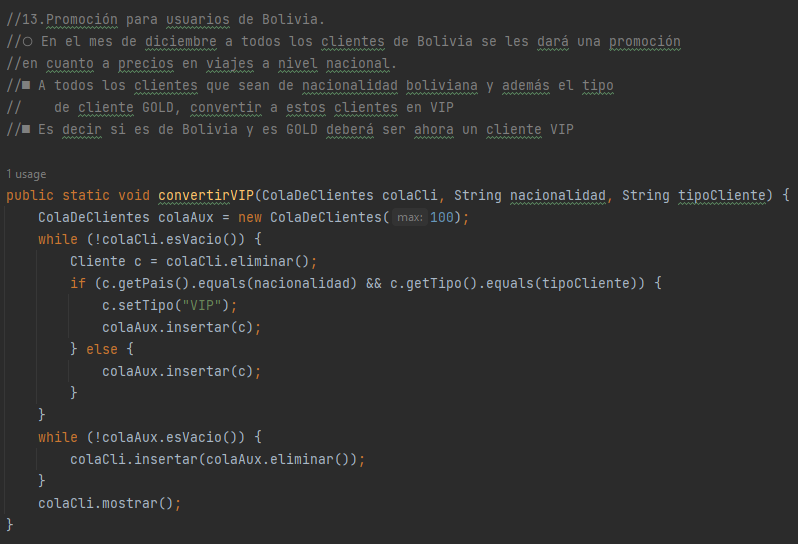 //13.Promoción para usuarios de Bolivia.
//○ En el mes de diciembre a todos los clientes de Bolivia se les dará una promoción
//en cuanto a precios en viajes a nivel nacional.
//■ A todos los clientes que sean de nacionalidad boliviana y además el tipo
//    de cliente GOLD, convertir a estos clientes en VIP
//■ Es decir si es de Bolivia y es GOLD deberá ser ahora un cliente VIP
1 usage
public static void convertirVIP(ColaDeClientes colaCli, String nacionalidad, String tipoCliente) {
    ColaDeClientes colaAux = new ColaDeClientes( max: 100);
    while (!colaCli.esVacio()) {
        Cliente c = colaCli.eliminar();
        if (c.getPais().equals(nacionalidad) && c.getTipo().equals(tipoCliente)) {
            c.setTipo("VIP");
            colaAux.insertar(c);
        } else {
            colaAux.insertar(c);
        }
    }
    while (!colaAux.esVacio()) {
        colaCli.insertar(colaAux.eliminar());
    }
    colaCli.mostrar();
}